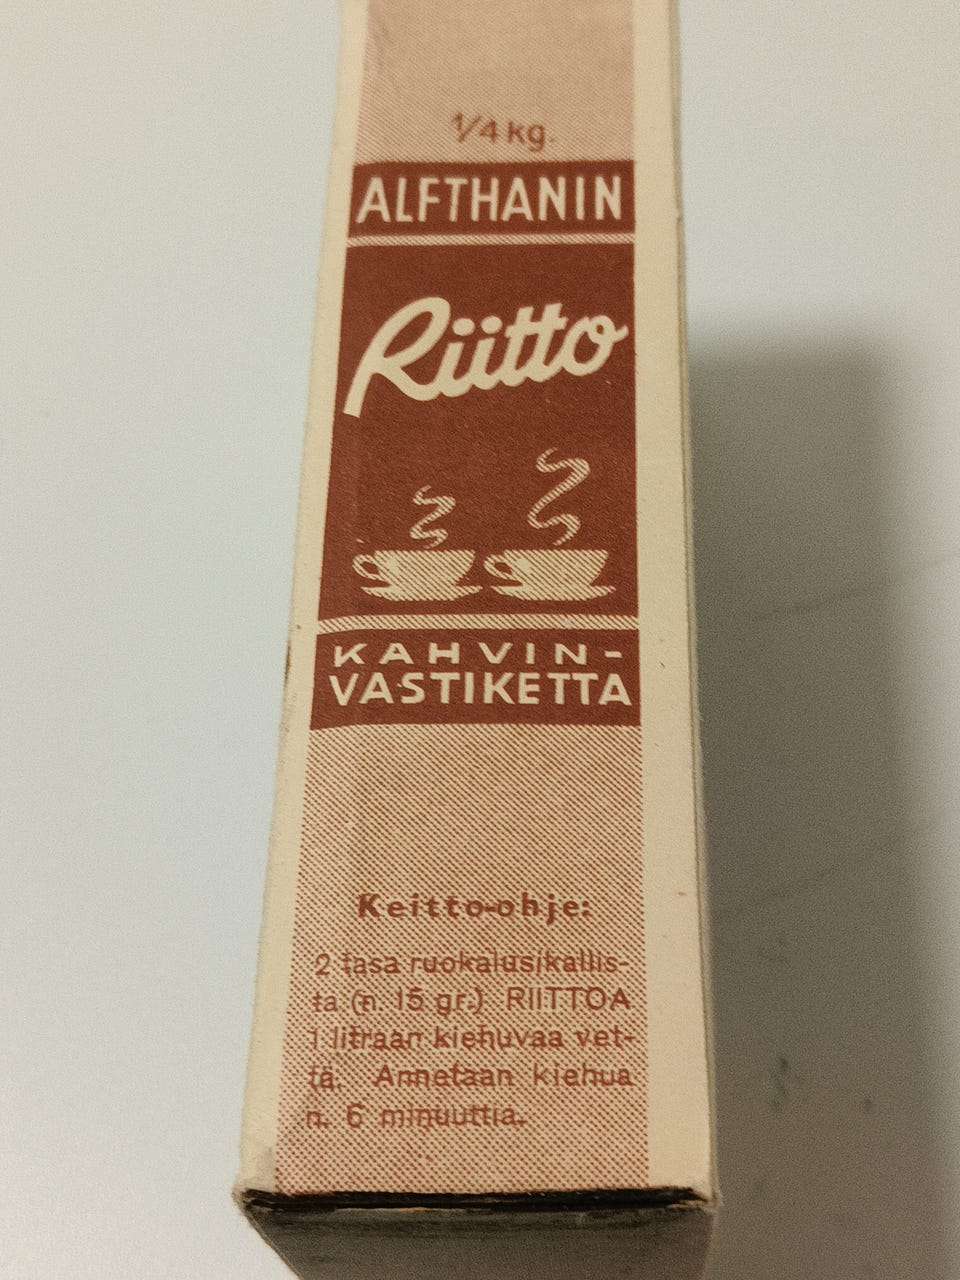 1/4 kg.
ALFTHANIN
Riitto
KAHVIN-
VASTIKETTA
Keitto-ohje:
2 tasa ruokalusikallis-
ta (n. 15 gr.) RIITTOA
1 litraan kiehuvaa vet-
tä. Annetaan kiehua
n. 6 minuuttia.